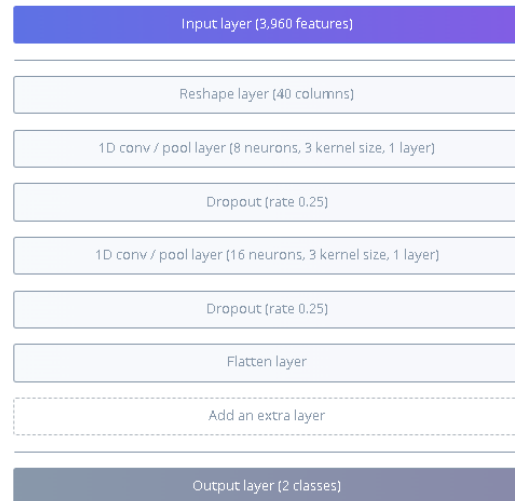 Input layer (3,960 features)
Reshape layer (40 columns)
1D conv / pool layer (8 neurons, 3 kernel size, 1 layer)
Dropout (rate 0.25)
1D conv / pool layer (16 neurons, 3 kernel size, 1 layer)
Dropout (rate 0.25)
Flatten layer
Add an extra layer
Output layer (2 classes)